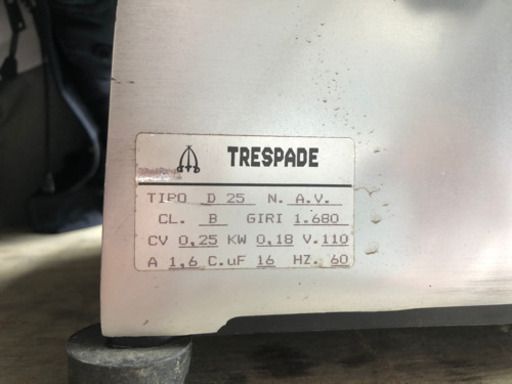 TRESPADE
TIPO D 25 N. A.V.
CL. B GIRI 1.680
CV 0,25 KW 0,18 V.110
A 1,6 C.uF 16 HZ. 60